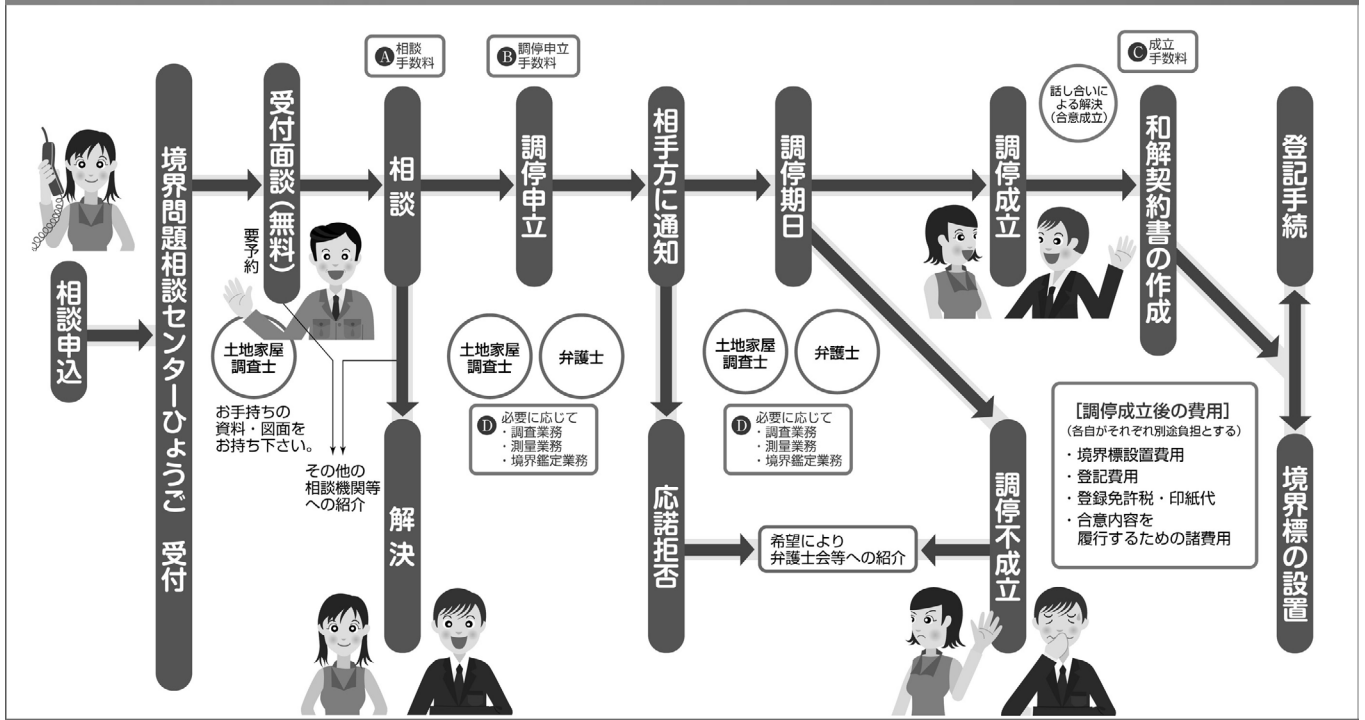 相談申込
境界問題相談センターひょうご 受付
受付面談（無料）
要予約
土地家屋
調査士
お手持ちの
資料・図面を
お持ち下さい。
その他の
相談機関等
への紹介
A 相談
手数料
相談
解決
B 調停申立
手数料
調停申立
土地家屋
調査士
弁護士
D 必要に応じて
・調査業務
・測量業務
・境界鑑定業務
相手方に通知
応諾拒否
調停期日
土地家屋
調査士
弁護士
D 必要に応じて
・調査業務
・測量業務
・境界鑑定業務
希望により
弁護士会等への紹介
調停成立
調停不成立
話し合いに
よる解決
（合意成立）
C 成立
手数料
和解契約書の作成
［調停成立後の費用］
（各自がそれぞれ別途負担とする）
・境界標設置費用
・登記費用
・登録免許税・印紙代
・合意内容を
履行するための諸費用
登記手続
境界標の設置